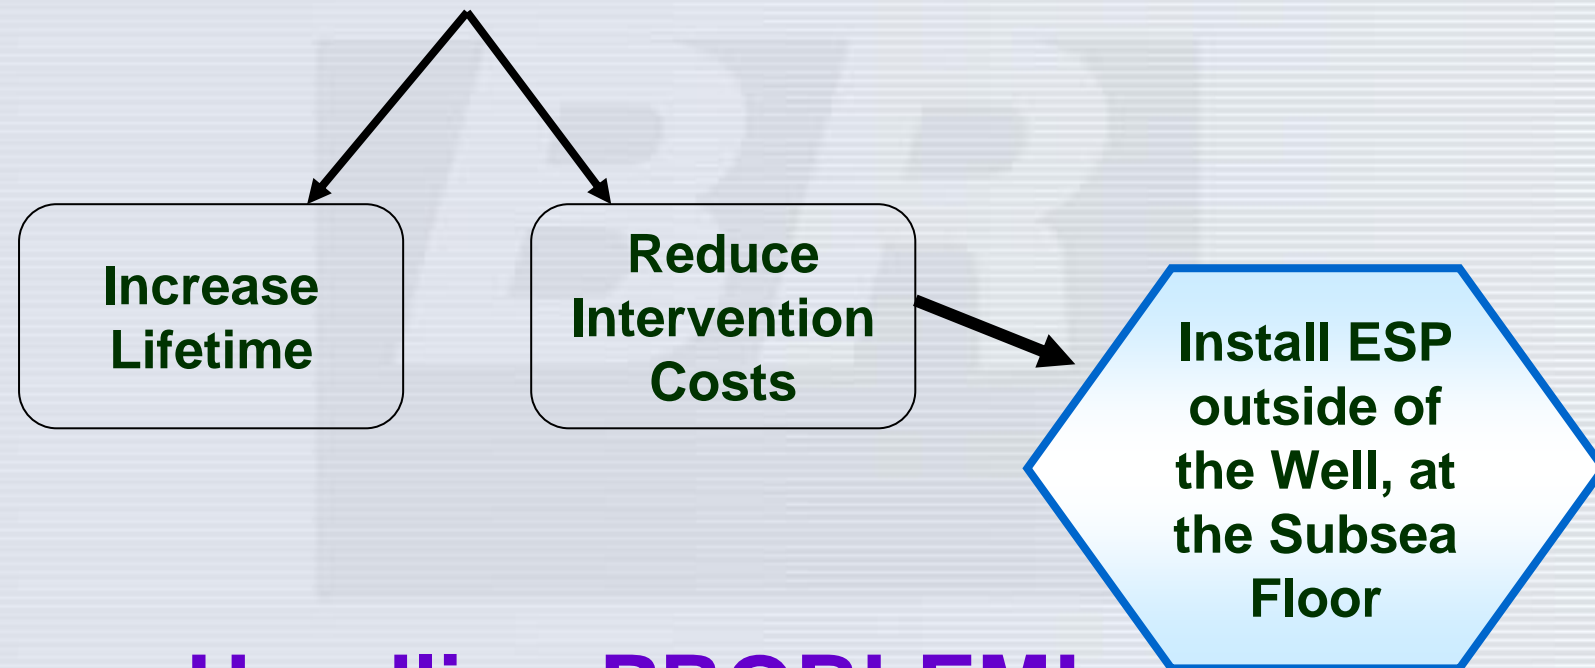 Increase
Lifetime
Reduce
Intervention
Costs
Install ESP
outside of
the Well, at
the Subsea
Floor